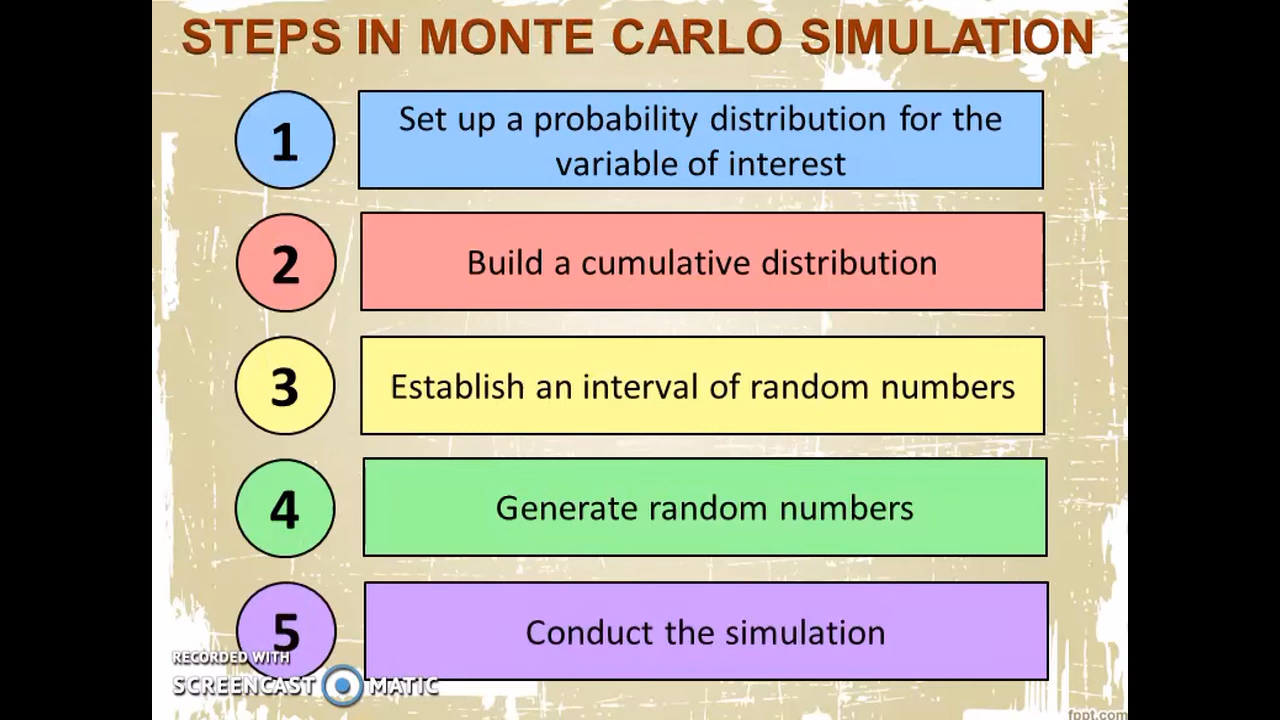 STEPS IN MONTE CARLO SIMULATION
1
Set up a probability distribution for the
variable of interest
2
Build a cumulative distribution
3
Establish an interval of random numbers
4
Generate random numbers
5
Conduct the simulation
RECORDED WITH
SCREENCAST MATIC
fppt.com